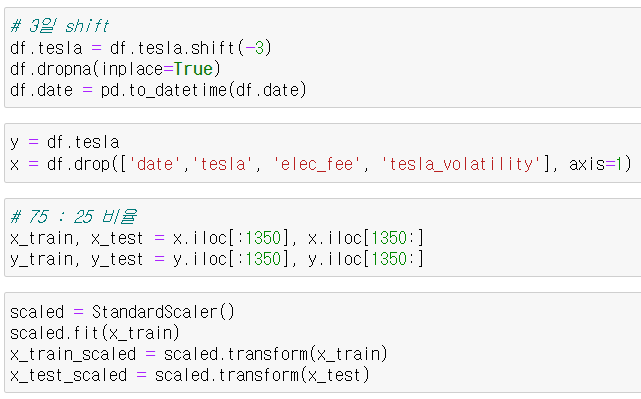 # 3일 shift
df.tesla = df.tesla.shift(-3)
df.dropna(inplace=True)
df.date = pd.to_datetime(df.date)
y = df.tesla
x = df.drop(['date','tesla', 'elec_fee', 'tesla_volatility'], axis=1)
# 75 : 25 비율
x_train, x_test = x.iloc[:1350], x.iloc[1350:]
y_train, y_test = y.iloc[:1350], y.iloc[1350:]
scaled = StandardScaler()
scaled.fit(x_train)
x_train_scaled = scaled.transform(x_train)
x_test_scaled = scaled.transform(x_test)